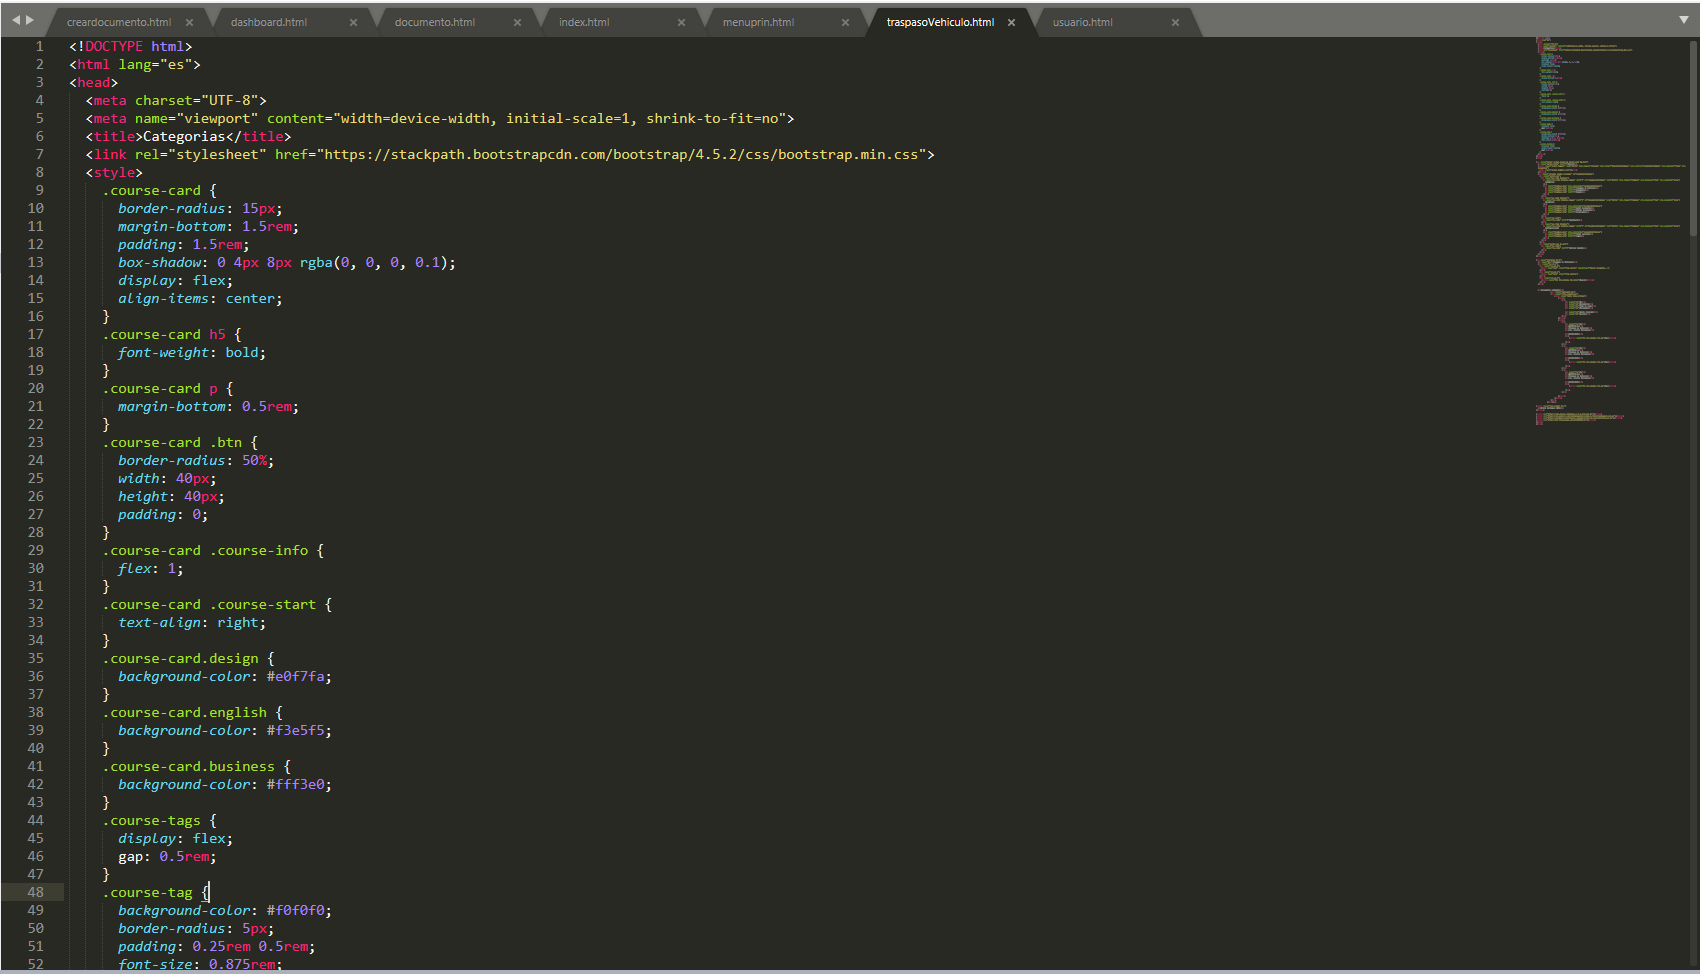 creardocumento.html × dashboard.html × documento.html × index.html × menuprin.html × traspasoVehiculo.html × usuario.html ×
1 <!DOCTYPE html>
2 <html lang="es">
3 <head>
4   <meta charset="UTF-8">
5   <meta name="viewport" content="width=device-width, initial-scale=1, shrink-to-fit=no">
6   <title>Categorias</title>
7   <link rel="stylesheet" href="https://stackpath.bootstrapcdn.com/bootstrap/4.5.2/css/bootstrap.min.css">
8   <style>
9     .course-card {
10       border-radius: 15px;
11       margin-bottom: 1.5rem;
12       padding: 1.5rem;
13       box-shadow: 0 4px 8px rgba(0, 0, 0, 0.1);
14       display: flex;
15       align-items: center;
16     }
17     .course-card h5 {
18       font-weight: bold;
19     }
20     .course-card p {
21       margin-bottom: 0.5rem;
22     }
23     .course-card .btn {
24       border-radius: 50%;
25       width: 40px;
26       height: 40px;
27       padding: 0;
28     }
29     .course-card .course-info {
30       flex: 1;
31     }
32     .course-card .course-start {
33       text-align: right;
34     }
35     .course-card.design {
36       background-color: #e0f7fa;
37     }
38     .course-card.english {
39       background-color: #f3e5f5;
40     }
41     .course-card.business {
42       background-color: #fff3e0;
43     }
44     .course-tags {
45       display: flex;
46       gap: 0.5rem;
47     }
48     .course-tag {
49       background-color: #f0f0f0;
50       border-radius: 5px;
51       padding: 0.25rem 0.5rem;
52       font-size: 0.875rem;